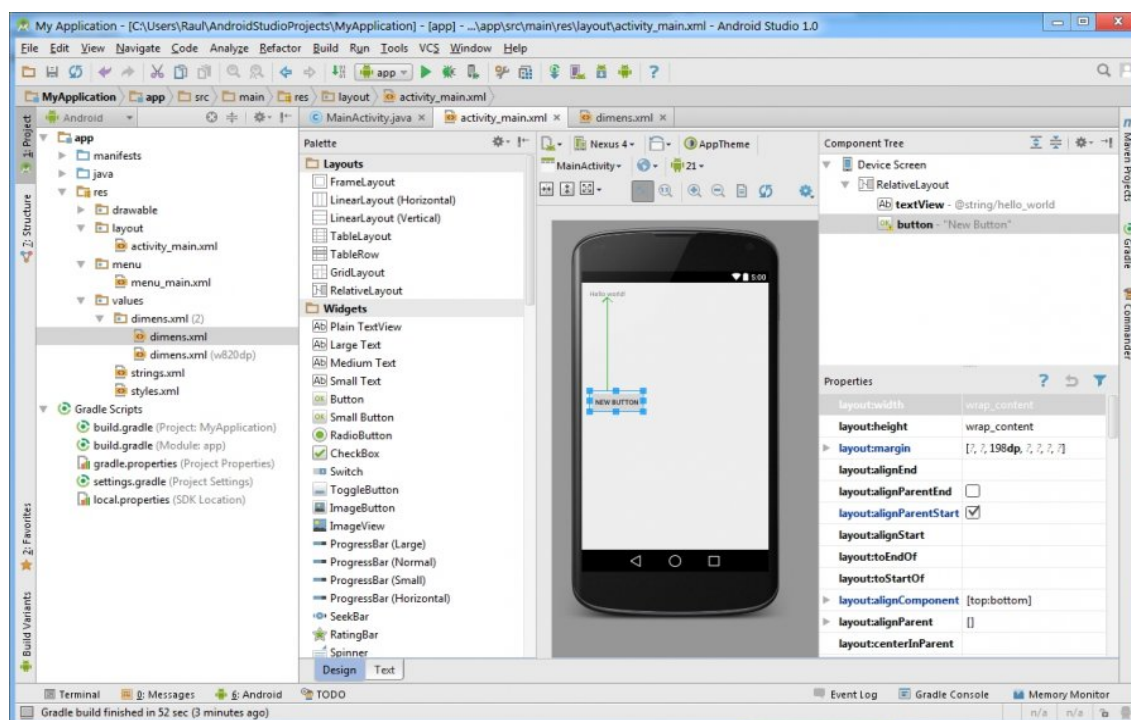 My Application - [C:\Users\Raul\AndroidStudioProjects\MyApplication] - [app] - ...\app\src\main\res\layout\activity_main.xml - Android Studio 1.0
File Edit View Navigate Code Analyze Refactor Build Run Tools VCS Window Help
app
MyApplication app src main res layout activity_main.xml
1: Project
2: Structure
2: Favorites
Build Variants
Android
app
manifests
java
res
drawable
layout
activity_main.xml
menu
menu_main.xml
values
dimens.xml (2)
dimens.xml
dimens.xml (w820dp)
strings.xml
styles.xml
Gradle Scripts
build.gradle (Project: MyApplication)
build.gradle (Module: app)
gradle.properties (Project Properties)
settings.gradle (Project Settings)
local.properties (SDK Location)
MainActivity.java activity_main.xml dimens.xml
Palette
Layouts
FrameLayout
LinearLayout (Horizontal)
LinearLayout (Vertical)
TableLayout
TableRow
GridLayout
RelativeLayout
Widgets
Ab Plain TextView
Ab Large Text
Ab Medium Text
Ab Small Text
OK Button
OK Small Button
RadioButton
CheckBox
Switch
ToggleButton
ImageButton
ImageView
ProgressBar (Large)
ProgressBar (Normal)
ProgressBar (Small)
ProgressBar (Horizontal)
SeekBar
RatingBar
Spinner
Design Text
Nexus 4 AppTheme
MainActivity 21
5:00
Hello world!
NEW BUTTON
Component Tree
Device Screen
RelativeLayout
Ab textView - @string/hello_world
OK button - "New Button"
Properties
layout:width wrap_content
layout:height wrap_content
layout:margin [?, ?, 198dp, ?, ?, ?, ?]
layout:alignEnd
layout:alignParentEnd
layout:alignParentStart
layout:alignStart
layout:toEndOf
layout:toStartOf
layout:alignComponent [top:bottom]
layout:alignParent []
layout:centerInParent
Maven Projects
Gradle
Commander
Terminal 0: Messages 6: Android TODO Event Log Gradle Console Memory Monitor
Gradle build finished in 52 sec (3 minutes ago) n/a n/a